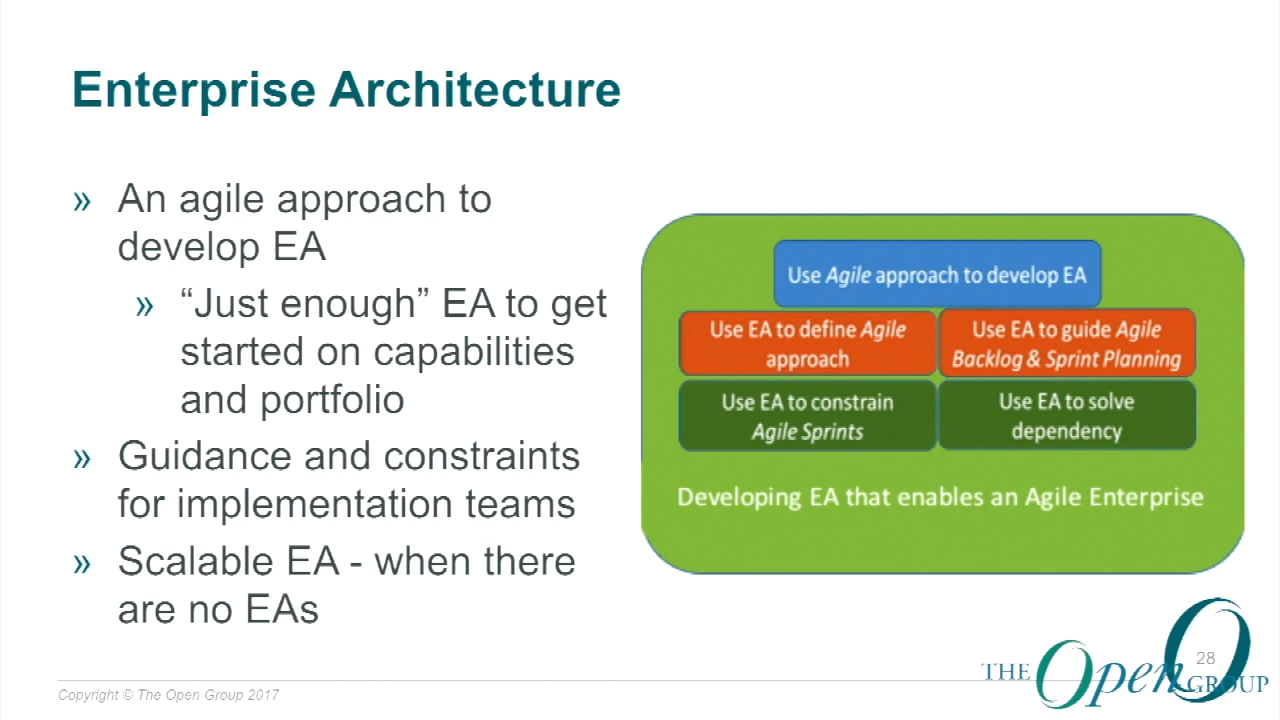 Enterprise Architecture
» An agile approach to
develop EA
» “Just enough” EA to get
started on capabilities
and portfolio
» Guidance and constraints
for implementation teams
» Scalable EA - when there
are no EAs
Use Agile approach to develop EA
Use EA to define Agile
approach
Use EA to guide Agile
Backlog & Sprint Planning
Use EA to constrain
Agile Sprints
Use EA to solve
dependency
Developing EA that enables an Agile Enterprise
Copyright © The Open Group 2017
28
THE Open GROUP